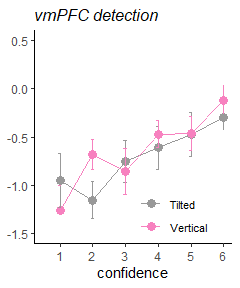 vmPFC detection
0.5
0.0
-0.5
-1.0
-1.5
Tilted
Vertical
1 2 3 4 5 6
confidence